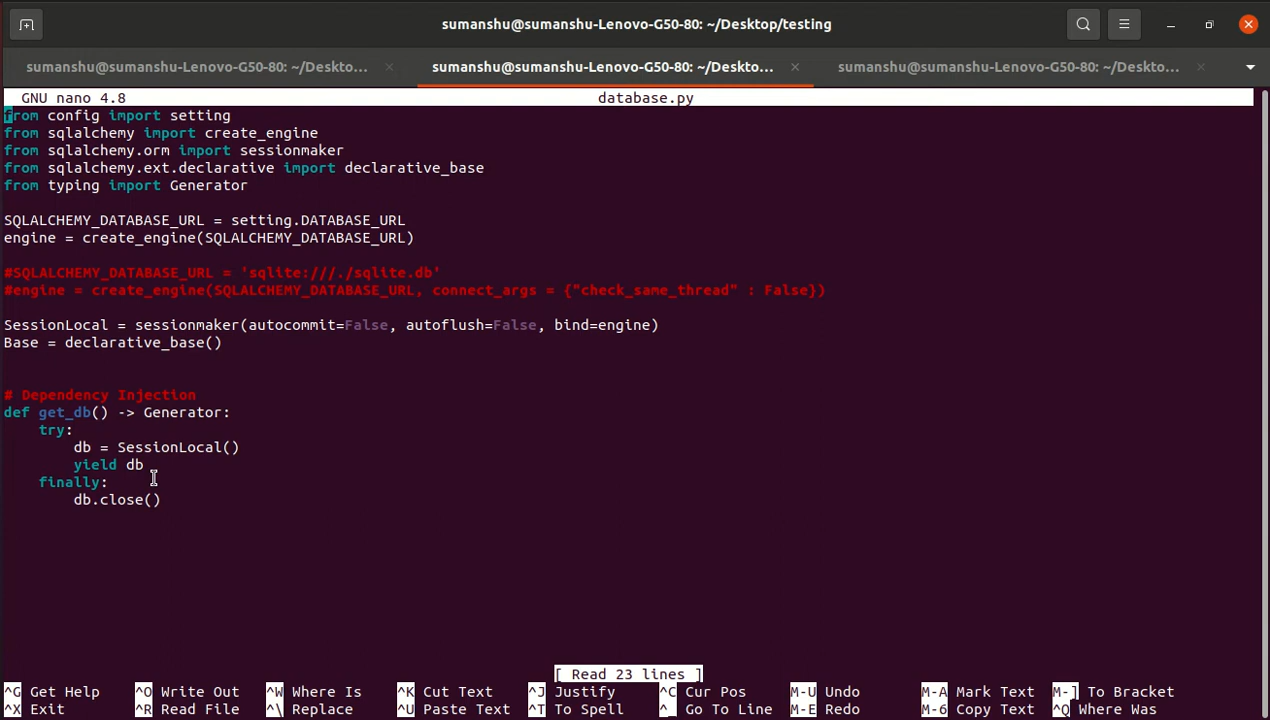 sumanshu@sumanshu-Lenovo-G50-80: ~/Desktop/testing
sumanshu@sumanshu-Lenovo-G50-80: ~/Deskto... × sumanshu@sumanshu-Lenovo-G50-80: ~/Deskto... × sumanshu@sumanshu-Lenovo-G50-80: ~/Deskto... ×
GNU nano 4.8 database.py
from config import setting
from sqlalchemy import create_engine
from sqlalchemy.orm import sessionmaker
from sqlalchemy.ext.declarative import declarative_base
from typing import Generator
SQLALCHEMY_DATABASE_URL = setting.DATABASE_URL
engine = create_engine(SQLALCHEMY_DATABASE_URL)
#SQLALCHEMY_DATABASE_URL = 'sqlite:///./sqlite.db'
#engine = create_engine(SQLALCHEMY_DATABASE_URL, connect_args = {"check_same_thread" : False})
SessionLocal = sessionmaker(autocommit=False, autoflush=False, bind=engine)
Base = declarative_base()
# Dependency Injection
def get_db() -> Generator:
    try:
        db = SessionLocal()
        yield db
    finally:
        db.close()
[ Read 23 lines ]
^G Get Help ^O Write Out ^W Where Is ^K Cut Text ^J Justify ^C Cur Pos M-U Undo M-A Mark Text M-] To Bracket
^X Exit ^R Read File ^\ Replace ^U Paste Text ^T To Spell ^_ Go To Line M-E Redo M-6 Copy Text ^Q Where Was